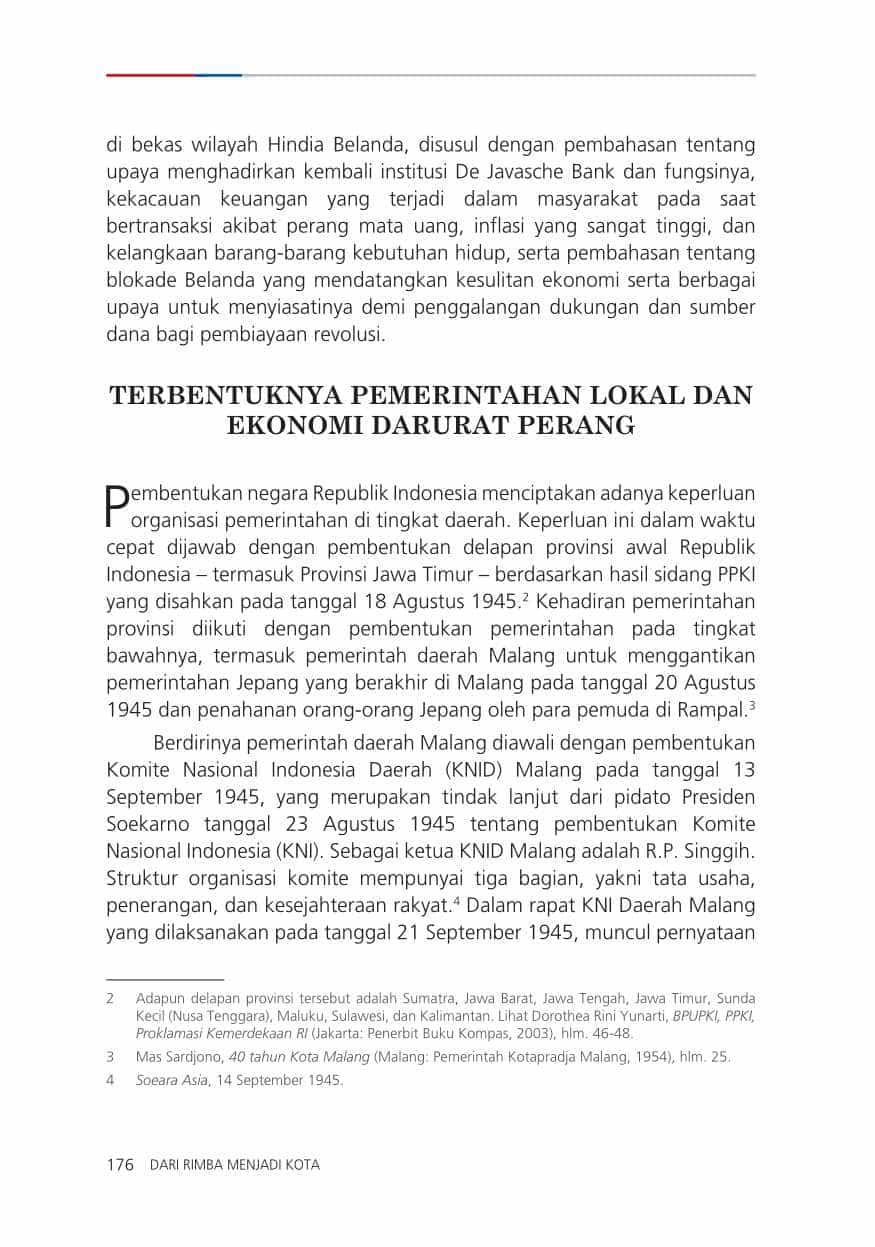 di bekas wilayah Hindia Belanda, disusul dengan pembahasan tentang
upaya menghadirkan kembali institusi De Javasche Bank dan fungsinya,
kekacauan keuangan yang terjadi dalam masyarakat pada saat
bertransaksi akibat perang mata uang, inflasi yang sangat tinggi, dan
kelangkaan barang-barang kebutuhan hidup, serta pembahasan tentang
blokade Belanda yang mendatangkan kesulitan ekonomi serta berbagai
upaya untuk menyiasatinya demi penggalangan dukungan dan sumber
dana bagi pembiayaan revolusi.
TERBENTUKNYA PEMERINTAHAN LOKAL DAN
EKONOMI DARURAT PERANG
Pembentukan negara Republik Indonesia menciptakan adanya keperluan
organisasi pemerintahan di tingkat daerah. Keperluan ini dalam waktu
cepat dijawab dengan pembentukan delapan provinsi awal Republik
Indonesia – termasuk Provinsi Jawa Timur – berdasarkan hasil sidang PPKI
yang disahkan pada tanggal 18 Agustus 1945.² Kehadiran pemerintahan
provinsi diikuti dengan pembentukan pemerintahan pada tingkat
bawahnya, termasuk pemerintah daerah Malang untuk menggantikan
pemerintahan Jepang yang berakhir di Malang pada tanggal 20 Agustus
1945 dan penahanan orang-orang Jepang oleh para pemuda di Rampal.³
Berdirinya pemerintah daerah Malang diawali dengan pembentukan
Komite Nasional Indonesia Daerah (KNID) Malang pada tanggal 13
September 1945, yang merupakan tindak lanjut dari pidato Presiden
Soekarno tanggal 23 Agustus 1945 tentang pembentukan Komite
Nasional Indonesia (KNI). Sebagai ketua KNID Malang adalah R.P. Singgih.
Struktur organisasi komite mempunyai tiga bagian, yakni tata usaha,
penerangan, dan kesejahteraan rakyat.⁴ Dalam rapat KNI Daerah Malang
yang dilaksanakan pada tanggal 21 September 1945, muncul pernyataan
2 Adapun delapan provinsi tersebut adalah Sumatra, Jawa Barat, Jawa Tengah, Jawa Timur, Sunda
Kecil (Nusa Tenggara), Maluku, Sulawesi, dan Kalimantan. Lihat Dorothea Rini Yunarti, BPUPKI, PPKI,
Proklamasi Kemerdekaan RI (Jakarta: Penerbit Buku Kompas, 2003), hlm. 46-48.
3 Mas Sardjono, 40 tahun Kota Malang (Malang: Pemerintah Kotapradja Malang, 1954), hlm. 25.
4 Soeara Asia, 14 September 1945.
176 DARI RIMBA MENJADI KOTA